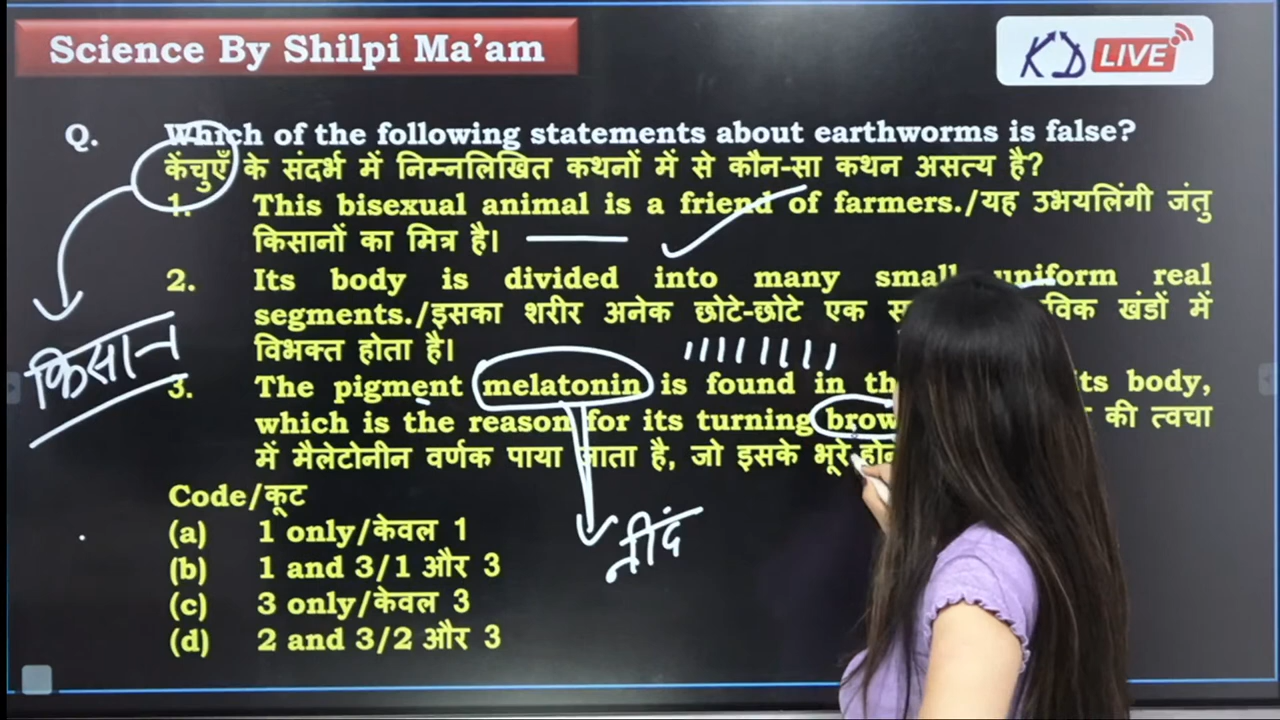 Science By Shilpi Ma'am
KD LIVE
Q. Which of the following statements about earthworms is false?
केंचुएँ के संदर्भ में निम्नलिखित कथनों में से कौन-सा कथन असत्य है?
1. This bisexual animal is a friend of farmers./यह उभयलिंगी जंतु
किसानों का मित्र है।
2. Its body is divided into many small uniform real
segments./इसका शरीर अनेक छोटे-छोटे एक खंडों में
विभक्त होता है।
किसान
3. The pigment melatonin is found in its body,
which is the reason for its turning की त्वचा
में मैलेटोनीन वर्णक पाया जाता है, जो इसके भूरे
Code/कूट
(a) 1 only/केवल 1
नींद
(b) 1 and 3/1 और 3
(c) 3 only/केवल 3
(d) 2 and 3/2 और 3